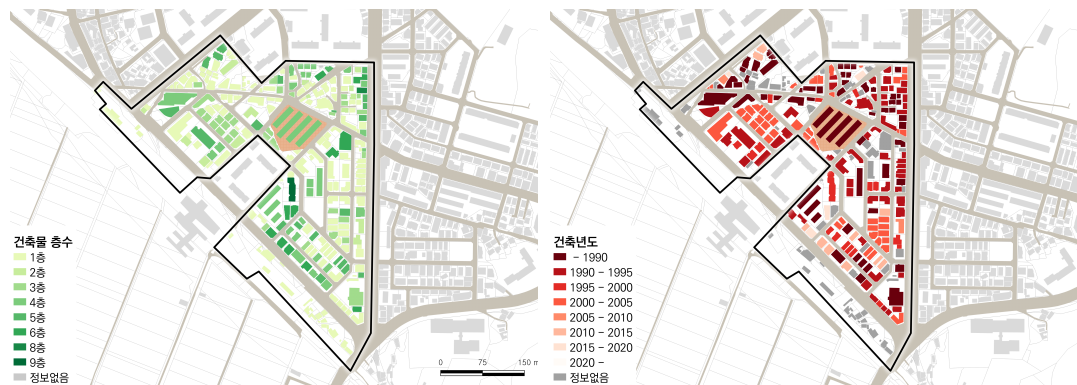 건축물 층수
1층
2층
3층
4층
5층
6층
8층
9층
정보없음
0 75 150 m
건축년도
- 1990
1990 - 1995
1995 - 2000
2000 - 2005
2005 - 2010
2010 - 2015
2015 - 2020
2020 -
정보없음